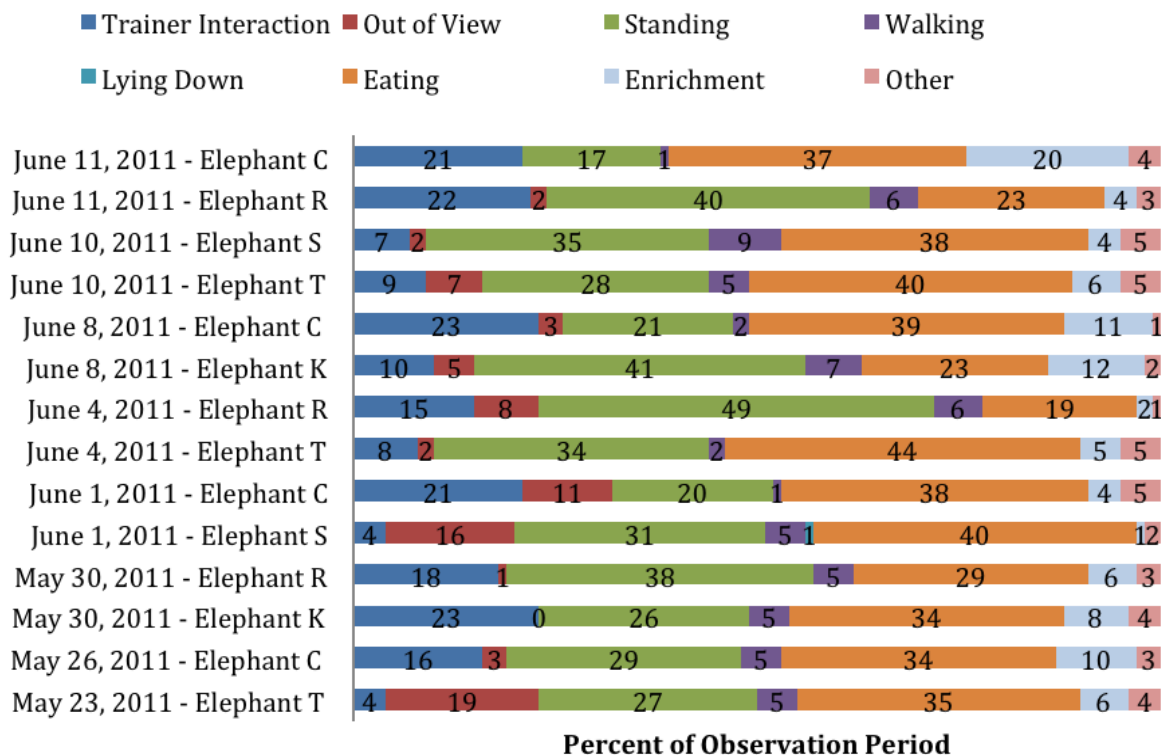 Trainer Interaction Out of View Standing Walking
Lying Down Eating Enrichment Other
June 11, 2011 - Elephant C 21 17 1 37 20 4
June 11, 2011 - Elephant R 22 2 40 6 23 4 3
June 10, 2011 - Elephant S 7 2 35 9 38 4 5
June 10, 2011 - Elephant T 9 7 28 5 40 6 5
June 8, 2011 - Elephant C 23 3 21 2 39 11 1
June 8, 2011 - Elephant K 10 5 41 7 23 12 2
June 4, 2011 - Elephant R 15 8 49 6 19 2 1
June 4, 2011 - Elephant T 8 2 34 2 44 5 5
June 1, 2011 - Elephant C 21 11 20 1 38 4 5
June 1, 2011 - Elephant S 4 16 31 5 1 40 1 2
May 30, 2011 - Elephant R 18 1 38 5 29 6 3
May 30, 2011 - Elephant K 23 0 26 5 34 8 4
May 26, 2011 - Elephant C 16 3 29 5 34 10 3
May 23, 2011 - Elephant T 4 19 27 5 35 6 4
Percent of Observation Period